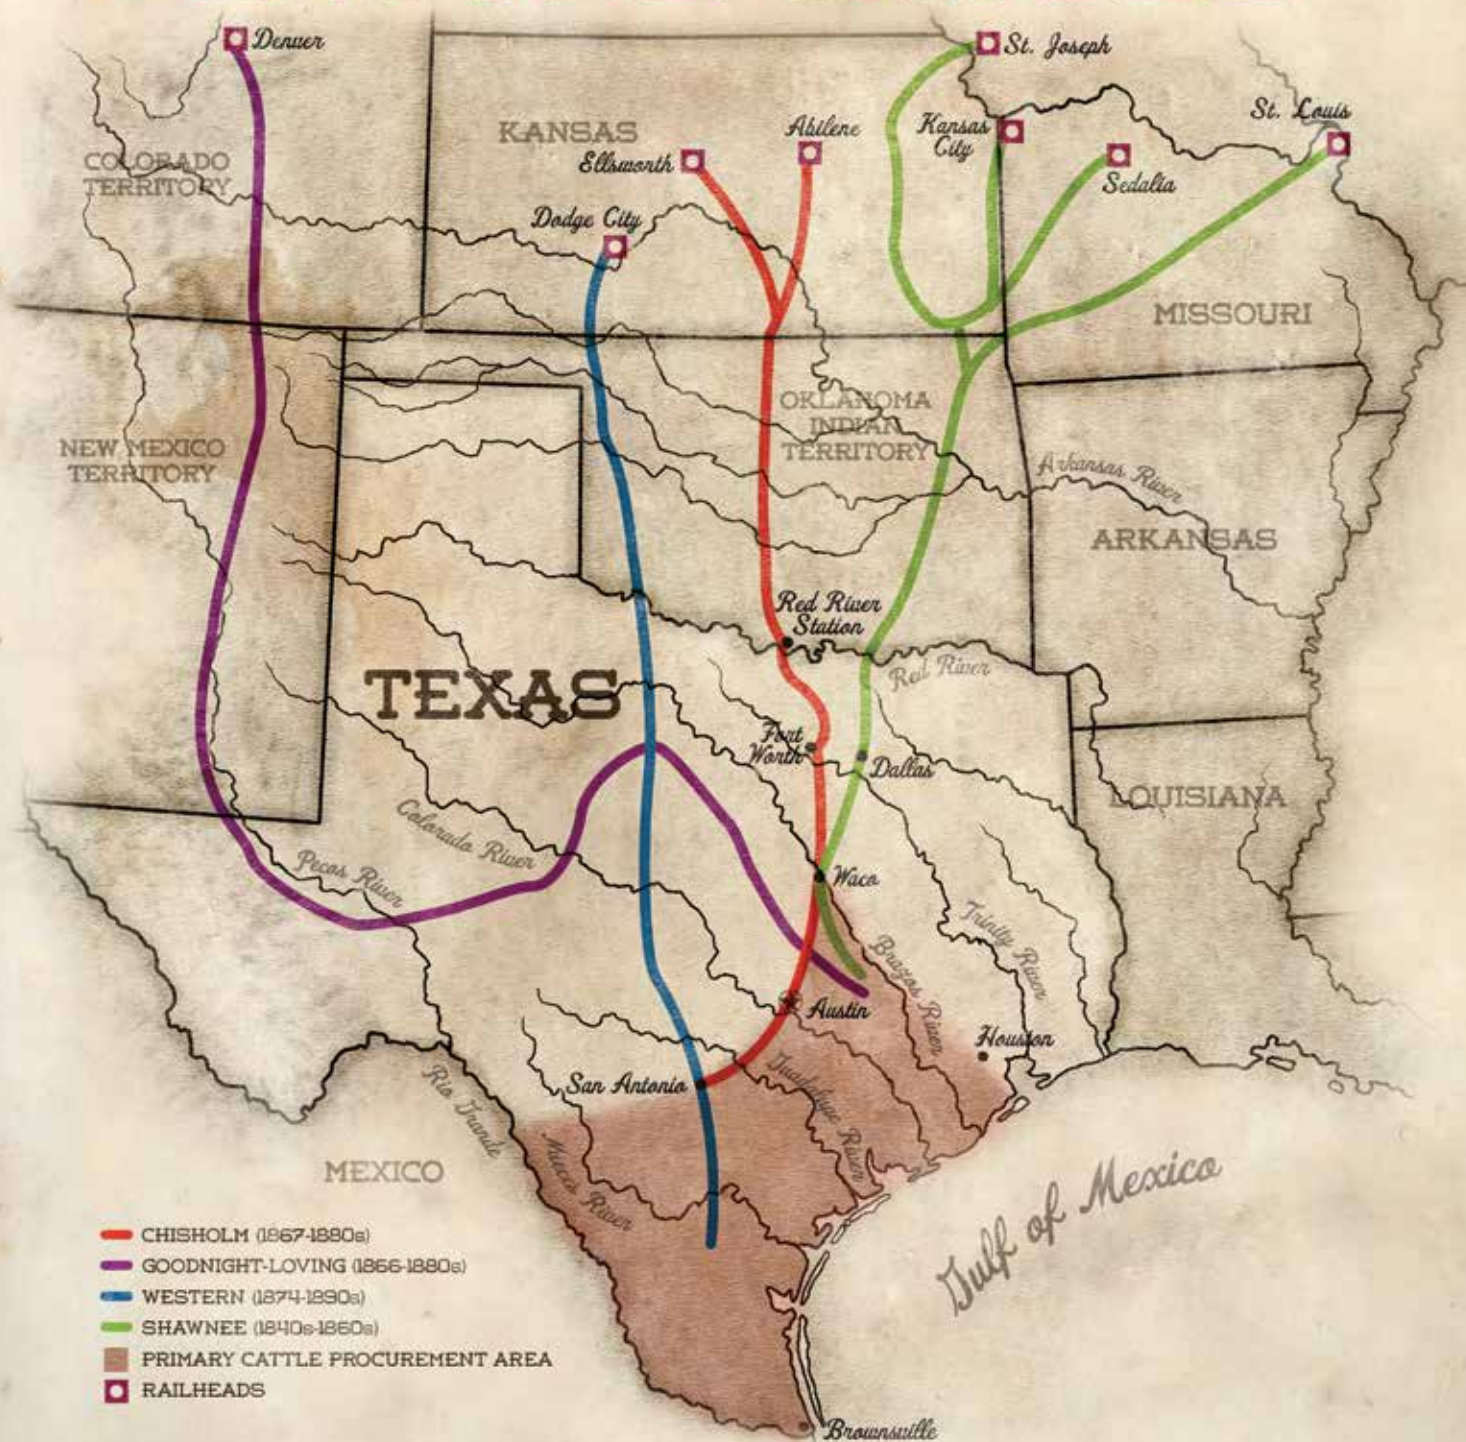 Denver
St. Joseph
St. Louis
KANSAS
Abilene
Kansas
City
COLORADO
TERRITORY
Ellsworth
Sedalia
Dodge City
MISSOURI
OKLAHOMA
INDIAN
TERRITORY
NEW MEXICO
TERRITORY
Arkansas River
ARKANSAS
Red River
Station
Red River
TEXAS
Fort
Worth
Dallas
LOUISIANA
Colorado River
Pecos River
Waco
Trinity River
Brazos River
Austin
Houston
San Antonio
Guadalupe River
Rio Grande
Nueces River
MEXICO
Gulf of Mexico
CHISHOLM (1867-1880s)
GOODNIGHT-LOVING (1866-1880s)
WESTERN (1874-1890s)
SHAWNEE (1840s-1860s)
PRIMARY CATTLE PROCUREMENT AREA
RAILHEADS
Brownsville